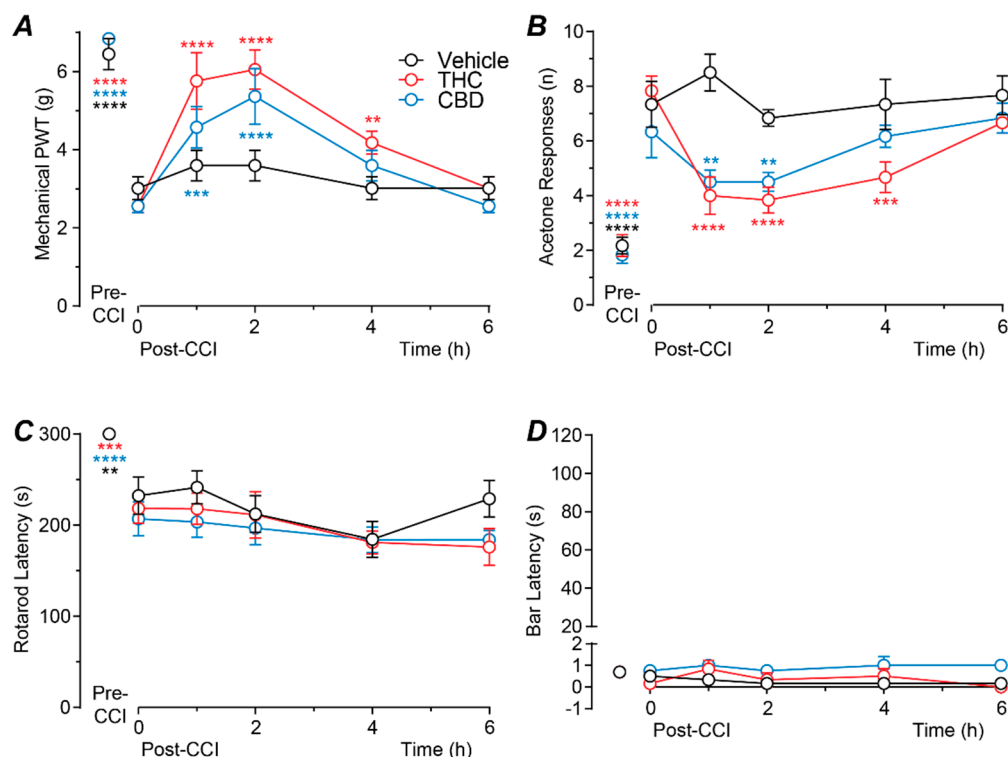 A
Mechanical PWT (g)
6
4
2
0
****
****
****
****
****
**
****
***
Vehicle
THC
CBD
Pre-
CCI
0
2
4
6
Post-CCI
Time (h)
B
Acetone Responses (n)
10
8
6
4
2
0
****
****
****
**
**
****
****
***
Pre-
CCI
0
2
4
6
Post-CCI
Time (h)
C
Rotarod Latency (s)
300
200
100
0
***
****
**
Pre-
CCI
0
2
4
6
Post-CCI
Time (h)
D
Bar Latency (s)
120
100
80
60
40
20
2
1
0
-1
0
2
4
6
Post-CCI
Time (h)